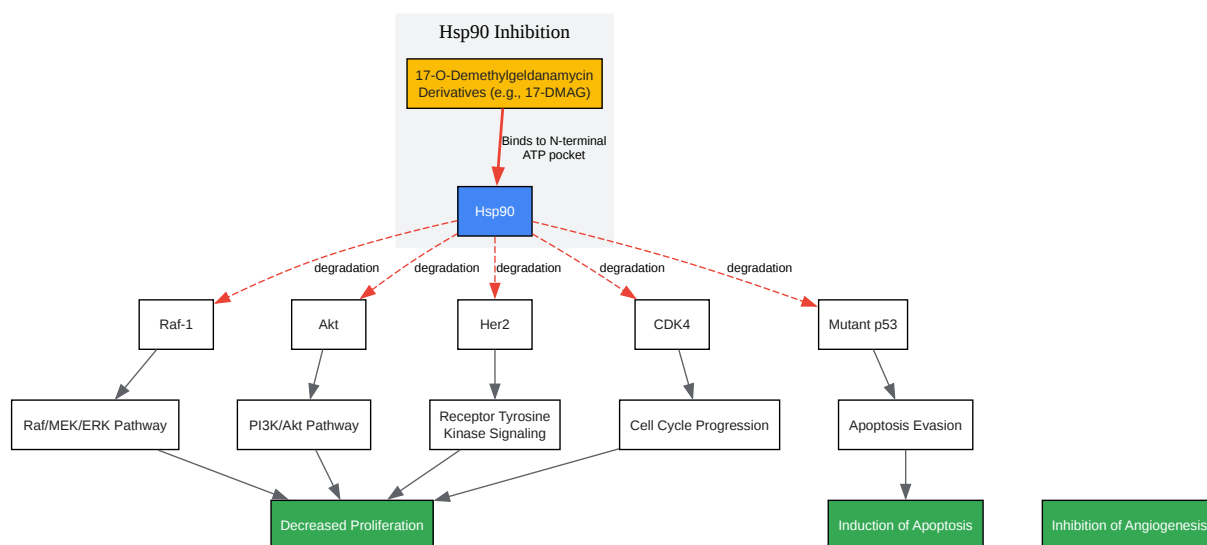 Hsp90 Inhibition
17-O-Demethylgeldanamycin
Derivatives (e.g., 17-DMAG)
Binds to N-terminal
ATP pocket
Hsp90
degradation
degradation
degradation
degradation
degradation
Raf-1
Akt
Her2
CDK4
Mutant p53
Raf/MEK/ERK Pathway
PI3K/Akt Pathway
Receptor Tyrosine
Kinase Signaling
Cell Cycle Progression
Apoptosis Evasion
Decreased Proliferation
Induction of Apoptosis
Inhibition of Angiogenesis